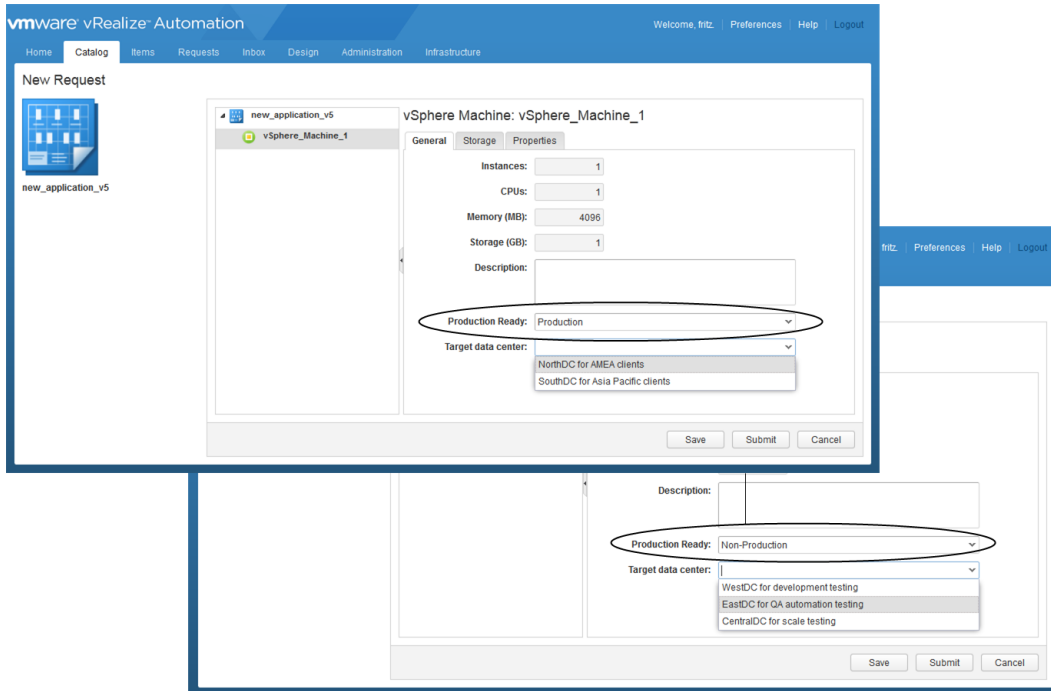 vmware® vRealize™ Automation
Welcome, fritz. Preferences Help Logout
Home Catalog Items Requests Inbox Design Administration Infrastructure
New Request
new_application_v5
new_application_v5
vSphere_Machine_1
vSphere Machine: vSphere_Machine_1
General Storage Properties
Instances: 1
CPUs: 1
Memory (MB): 4096
Storage (GB): 1
Description:
Production Ready: Production
Target data center:
NorthDC for AMEA clients
SouthDC for Asia Pacific clients
Save Submit Cancel
fritz. Preferences Help Logout
Description:
Production Ready: Non-Production
Target data center:
WestDC for development testing
EastDC for QA automation testing
CentralDC for scale testing
Save Submit Cancel